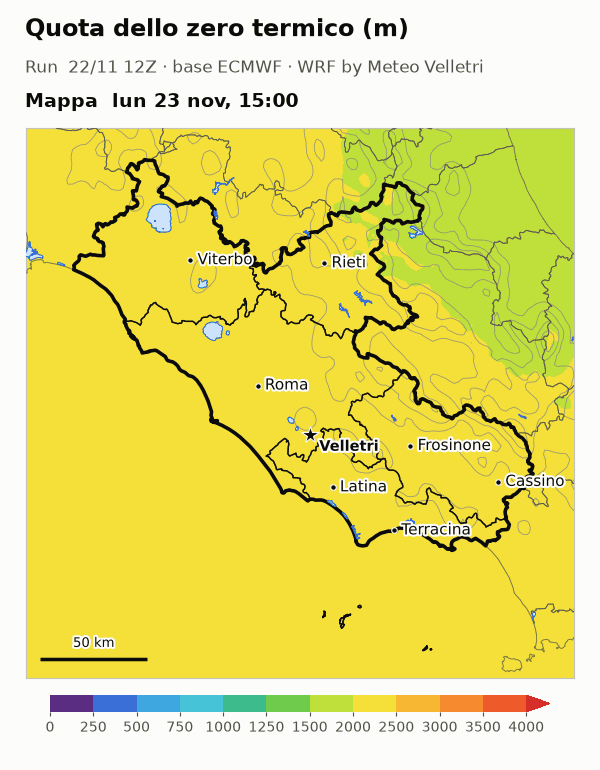 Quota dello zero termico (m)
Run  22/11 12Z · base ECMWF · WRF by Meteo Velletri
Mappa  lun 23 nov, 15:00
Viterbo
Rieti
Roma
Velletri
Frosinone
Cassino
Latina
Terracina
50 km
0 250 500 750 1000 1250 1500 2000 2500 3000 3500 4000